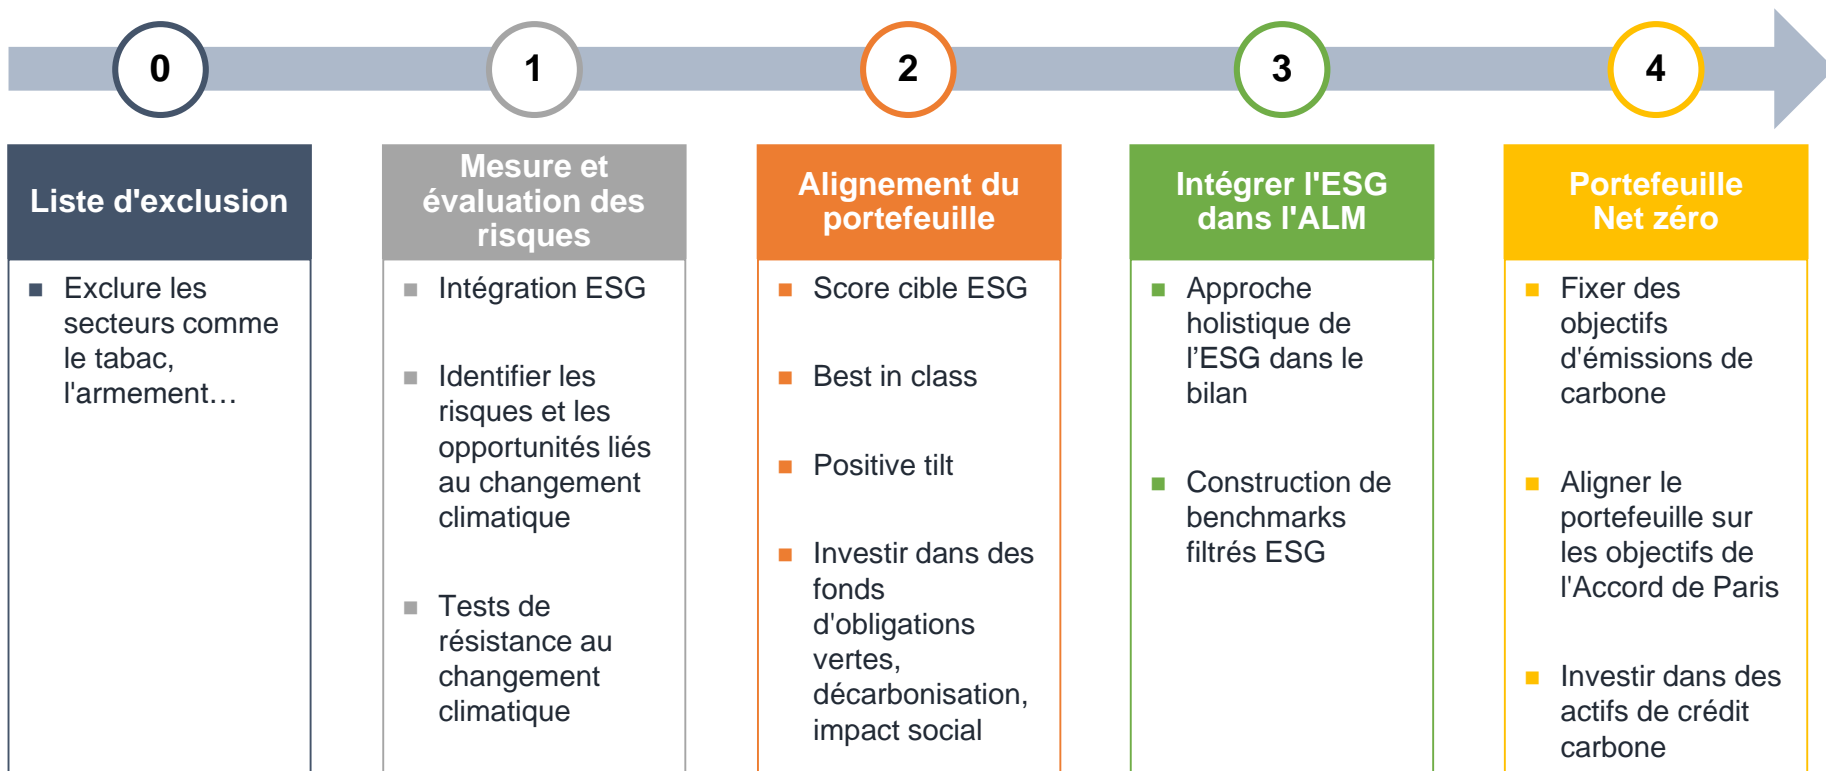 0
1
2
3
4
Liste d'exclusion
Exclure les
secteurs comme
le tabac,
l'armement…
Mesure et
évaluation des
risques
Intégration ESG
Identifier les
risques et les
opportunités liés
au changement
climatique
Tests de
résistance au
changement
climatique
Alignement du
portefeuille
Score cible ESG
Best in class
Positive tilt
Investir dans des
fonds
d'obligations
vertes,
décarbonisation,
impact social
Intégrer l'ESG
dans l'ALM
Approche
holistique de
l’ESG dans le
bilan
Construction de
benchmarks
filtrés ESG
Portefeuille
Net zéro
Fixer des
objectifs
d'émissions de
carbone
Aligner le
portefeuille sur
les objectifs de
l'Accord de Paris
Investir dans des
actifs de crédit
carbone